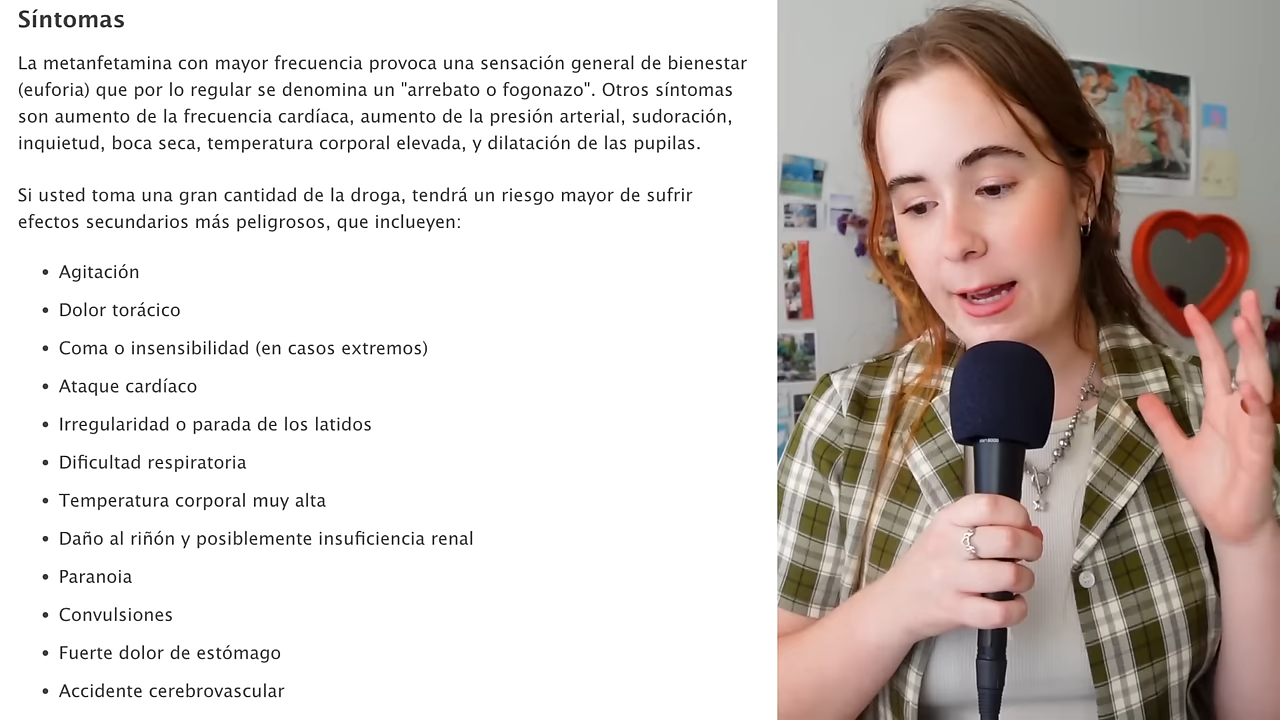 Síntomas
La metanfetamina con mayor frecuencia provoca una sensación general de bienestar
(euforia) que por lo regular se denomina un "arrebato o fogonazo". Otros síntomas
son aumento de la frecuencia cardíaca, aumento de la presión arterial, sudoración,
inquietud, boca seca, temperatura corporal elevada, y dilatación de las pupilas.
Si usted toma una gran cantidad de la droga, tendrá un riesgo mayor de sufrir
efectos secundarios más peligrosos, que inclueyen:
• Agitación
• Dolor torácico
• Coma o insensibilidad (en casos extremos)
• Ataque cardíaco
• Irregularidad o parada de los latidos
• Dificultad respiratoria
• Temperatura corporal muy alta
• Daño al riñón y posiblemente insuficiencia renal
• Paranoia
• Convulsiones
• Fuerte dolor de estómago
• Accidente cerebrovascular